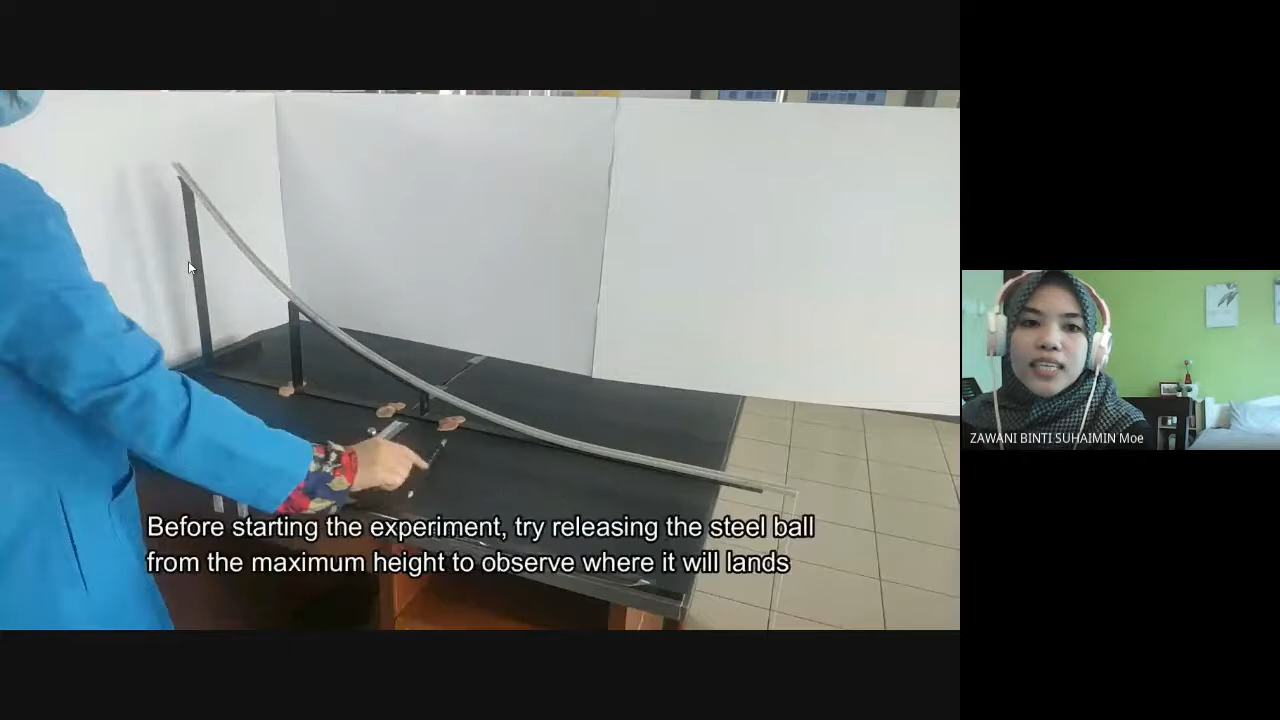 Before starting the experiment, try releasing the steel ball
from the maximum height to observe where it will lands
ZAWANI BINTI SUHAIMIN Moe